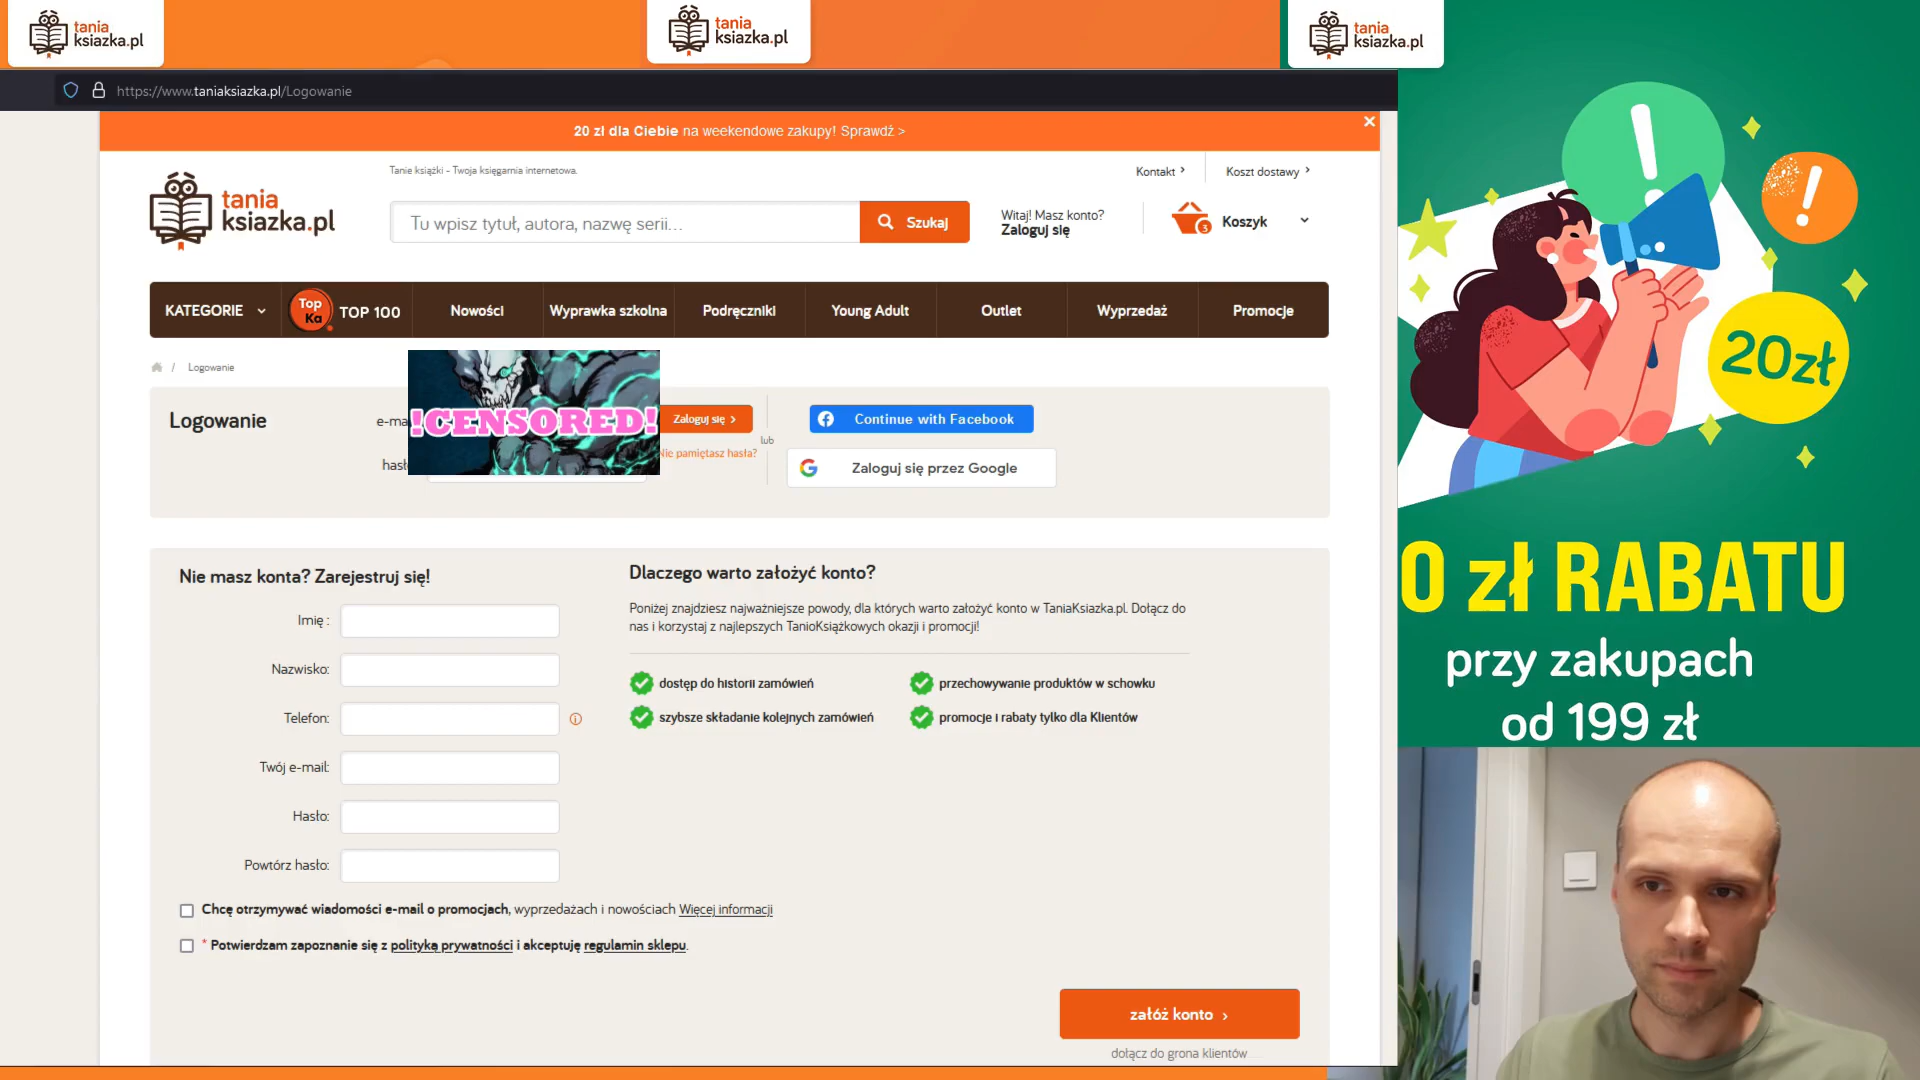 tania
ksiazka.pl
tania
ksiazka.pl
tania
ksiazka.pl
https://www.taniaksiazka.pl/Logowanie
20 zł dla Ciebie na weekendowe zakupy! Sprawdź >
Tanie książki - Twoja księgarnia internetowa.
Kontakt
Koszt dostawy
tania
ksiazka.pl
Tu wpisz tytuł, autora, nazwę serii...
Szukaj
Witaj! Masz konto?
Zaloguj się
3
Koszyk
KATEGORIE
Top
Ka
TOP 100
Nowości
Wyprawka szkolna
Podręczniki
Young Adult
Outlet
Wyprzedaż
Promocje
/ Logowanie
Logowanie
!CENSORED!
Zaloguj się >
Nie pamiętasz hasła?
lub
Continue with Facebook
Zaloguj się przez Google
Nie masz konta? Zarejestruj się!
Imię :
Nazwisko:
Telefon:
Twój e-mail:
Hasło:
Powtórz hasło:
Dlaczego warto założyć konto?
Poniżej znajdziesz najważniejsze powody, dla których warto założyć konto w TaniaKsiazka.pl. Dołącz do
nas i korzystaj z najlepszych TanioKsiążkowych okazji i promocji!
dostęp do historii zamówień
przechowywanie produktów w schowku
szybsze składanie kolejnych zamówień
promocje i rabaty tylko dla Klientów
Chcę otrzymywać wiadomości e-mail o promocjach, wyprzedażach i nowościach Więcej informacji
* Potwierdzam zapoznanie się z polityką prywatności i akceptuję regulamin sklepu.
załóż konto >
dołącz do grona klientów
20zł
0 zł RABATU
przy zakupach
od 199 zł